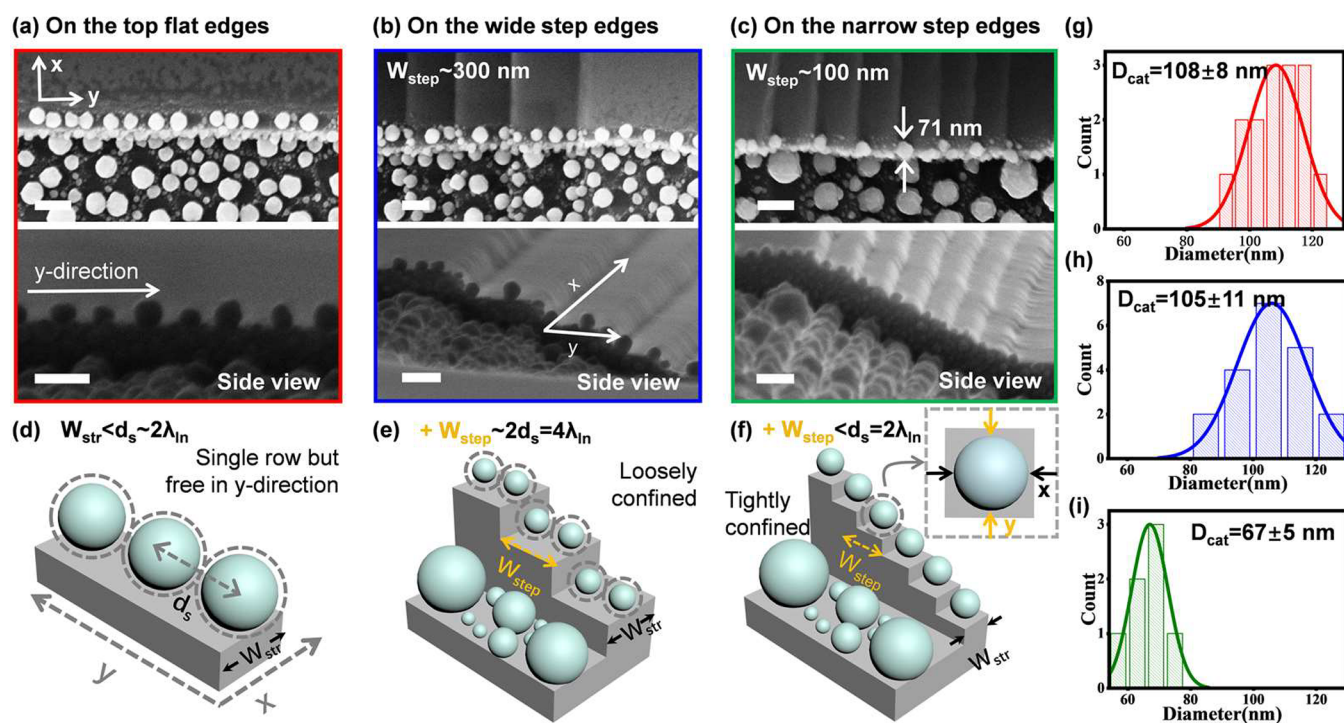 (a) On the top flat edges
x
y
y-direction
Side view
(b) On the wide step edges
Wstep~300 nm
x
y
Side view
(c) On the narrow step edges
Wstep~100 nm
71 nm
Side view
(d) Wstr<ds~2λIn
Single row but
free in y-direction
ds
Wstr
y
x
(e) + Wstep~2ds=4λIn
Loosely
confined
Wstep
Wstr
(f) + Wstep<ds=2λIn
Tightly
confined
x
y
Wstep
Wstr
(g)
Dcat=108±8 nm
Count
3
2
1
0
60 80 100 120
Diameter(nm)
(h)
Dcat=105±11 nm
Count
8
6
4
2
0
60 80 100 120
Diameter(nm)
(i)
Dcat=67±5 nm
Count
3
2
1
0
60 80 100 120
Diameter(nm)